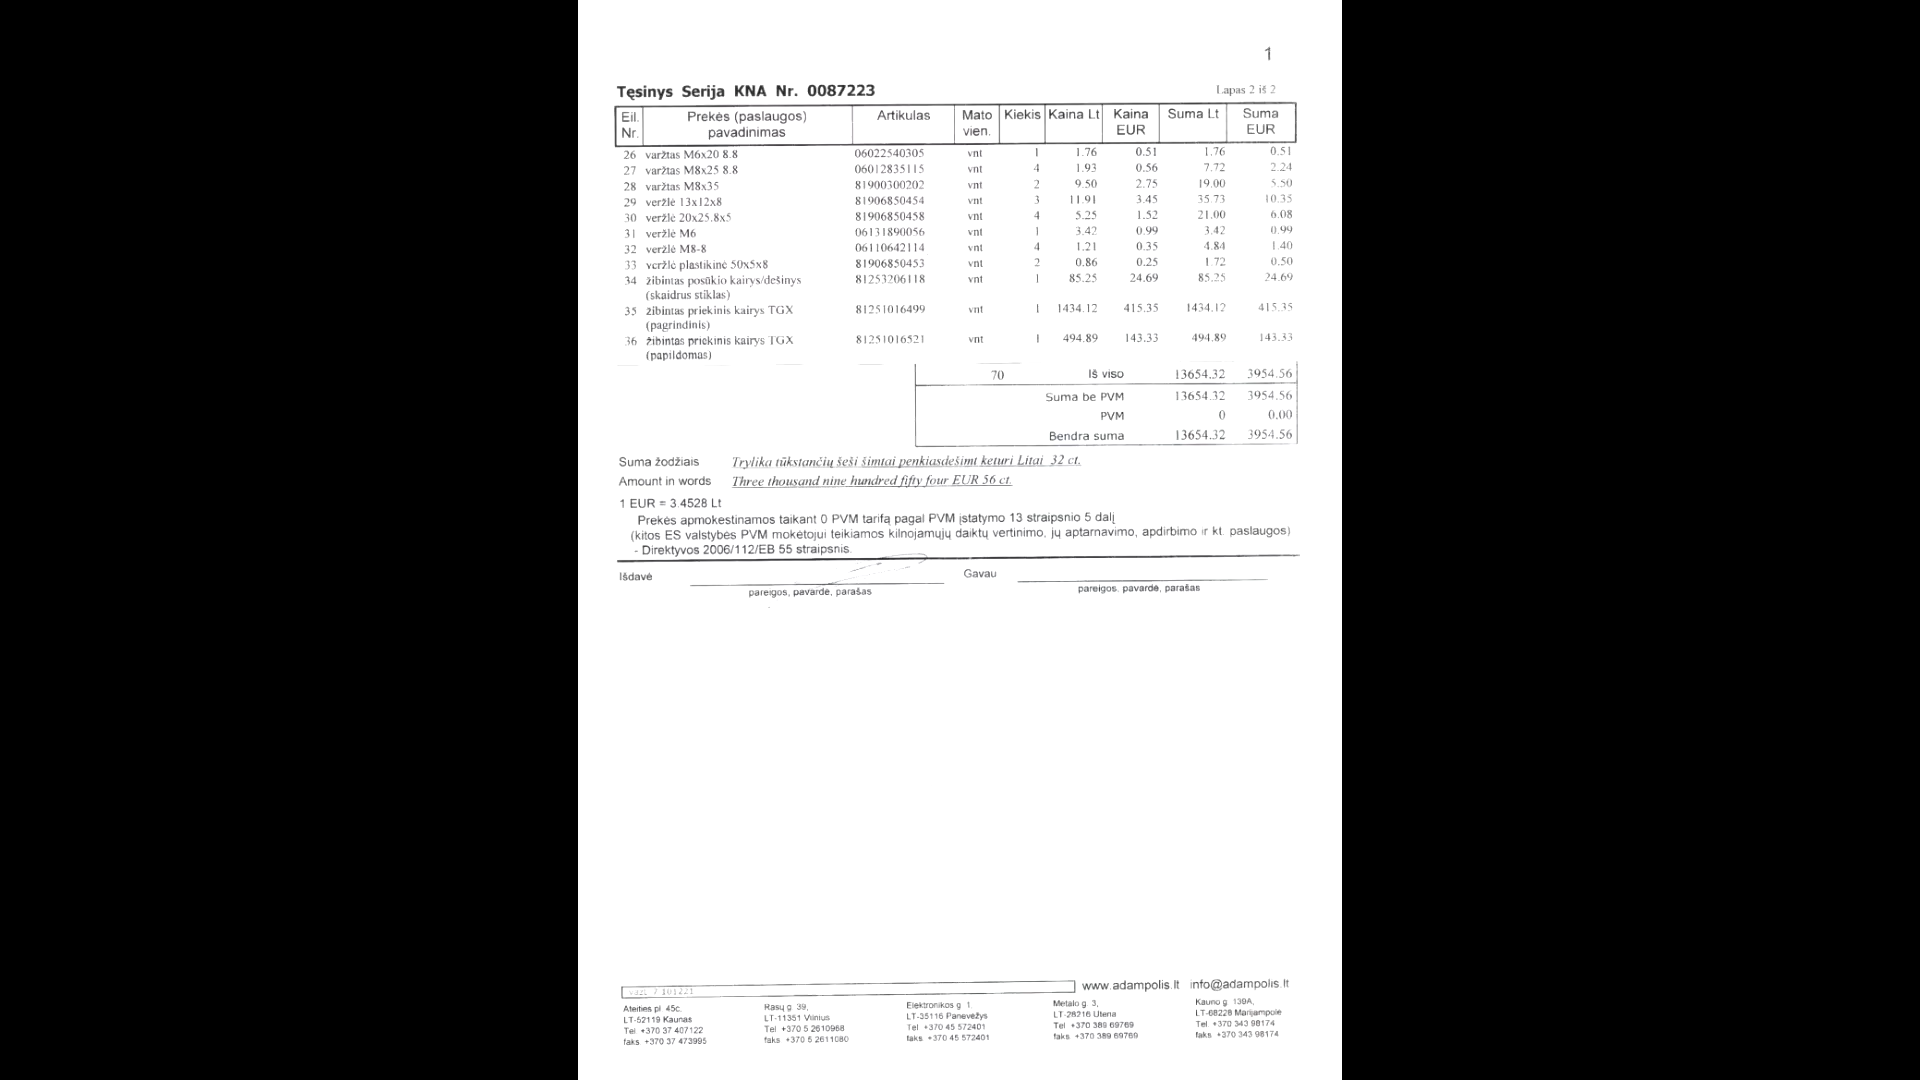 1
Tęsinys Serija KNA Nr. 0087223
Lapas 2 iš 2
Eil. Nr. Prekės (paslaugos) pavadinimas Artikulas Mato vien. Kiekis Kaina Lt Kaina EUR Suma Lt Suma EUR
26 varžtas M6x20 8.8 06022540305 vnt 1 1.76 0.51 1.76 0.51
27 varžtas M8x25 8.8 06012835115 vnt 4 1.93 0.56 7.72 2.24
28 varžtas M8x35 81900300202 vnt 2 9.50 2.75 19.00 5.50
29 veržlė 13x12x8 81906850454 vnt 3 11.91 3.45 35.73 10.35
30 veržlė 20x25.8x5 81906850458 vnt 4 5.25 1.52 21.00 6.08
31 veržlė M6 06131890056 vnt 1 3.42 0.99 3.42 0.99
32 veržlė M8-8 06110642114 vnt 4 1.21 0.35 4.84 1.40
33 veržlė plastikinė 50x5x8 81906850453 vnt 2 0.86 0.25 1.72 0.50
34 žibintas posūkio kairys/dešinys 81253206118 vnt 1 85.25 24.69 85.25 24.69
(skaidrus stiklas)
35 žibintas priekinis kairys TGX 81251016499 vnt 1 1434.12 415.35 1434.12 415.35
(pagrindinis)
36 žibintas priekinis kairys TGX 81251016521 vnt 1 494.89 143.33 494.89 143.33
(papildomas)
70 Iš viso 13654.32 3954.56
Suma be PVM 13654.32 3954.56
PVM 0 0.00
Bendra suma 13654.32 3954.56
Suma žodžiais Trylika tūkstančių šeši šimtai penkiasdešimt keturi Litai 32 ct.
Amount in words Three thousand nine hundred fifty four EUR 56 ct.
1 EUR = 3.4528 Lt
Prekės apmokestinamos taikant 0 PVM tarifą pagal PVM įstatymo 13 straipsnio 5 dalį
(kitos ES valstybės PVM mokėtojui teikiamos kilnojamųjų daiktų vertinimo, jų aptarnavimo, apdirbimo ir kt. paslaugos)
- Direktyvos 2006/112/EB 55 straipsnis.
Išdavė Gavau
pareigos, pavardė, parašas pareigos, pavardė, parašas
www.adampolis.lt info@adampolis.lt
Ateities pl 45c, Rasų g 39, Elektronikos g 1 Metalo g. 3, Kauno g. 139A,
LT-52119 Kaunas LT-11351 Vilnius LT-35116 Panevėžys LT-28216 Utena LT-68228 Marijampolė
Tel +370 37 407122 Tel +370 5 2610968 Tel +370 45 572401 Tel +370 389 69769 Tel. +370 343 98174
faks. +370 37 473995 faks +370 5 2611080 faks. +370 45 572401 faks +370 389 69769 faks. +370 343 98174